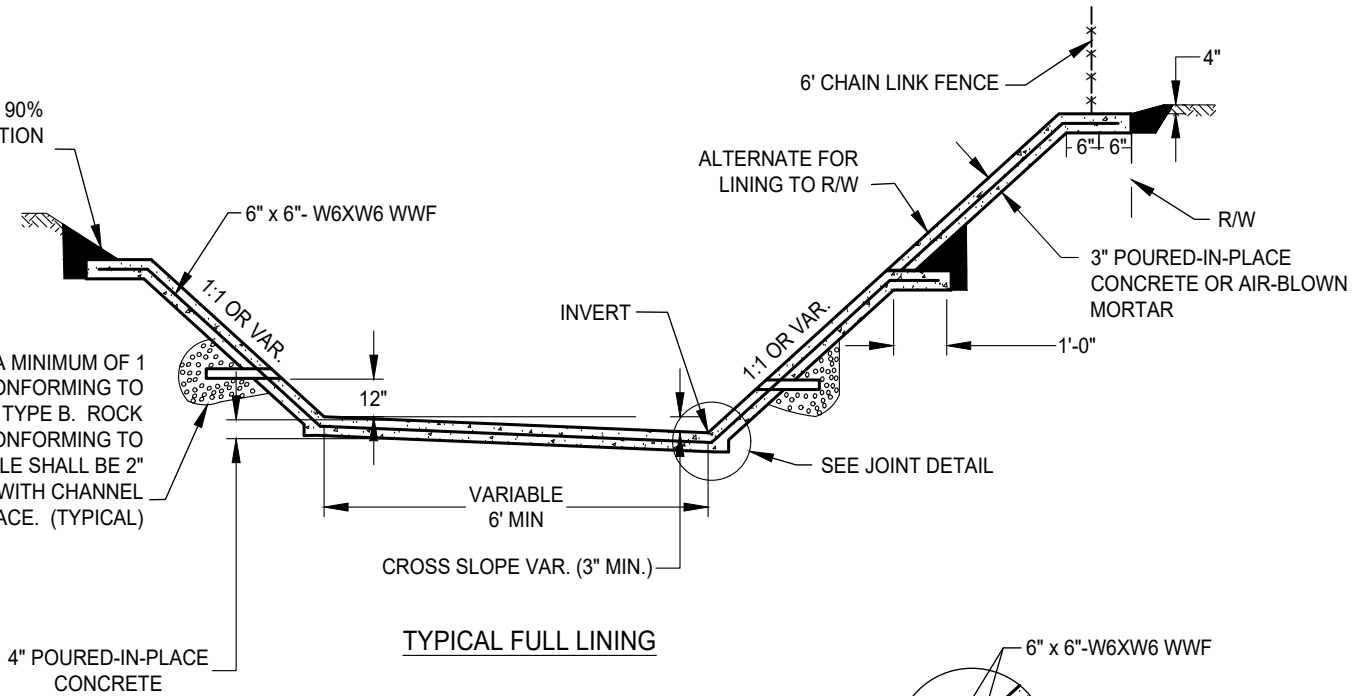 90%
TION
6" x 6"- W6XW6 WWF
1:1 OR VAR.
A MINIMUM OF 1
ONFORMING TO
TYPE B. ROCK
ONFORMING TO
LE SHALL BE 2"
WITH CHANNEL
ACE. (TYPICAL)
12"
4" POURED-IN-PLACE
CONCRETE
VARIABLE
6' MIN
CROSS SLOPE VAR. (3" MIN.)
TYPICAL FULL LINING
INVERT
1:1 OR VAR.
SEE JOINT DETAIL
6' CHAIN LINK FENCE
4"
ALTERNATE FOR
LINING TO R/W
6" 6"
R/W
3" POURED-IN-PLACE
CONCRETE OR AIR-BLOWN
MORTAR
1'-0"
6" x 6"-W6XW6 WWF